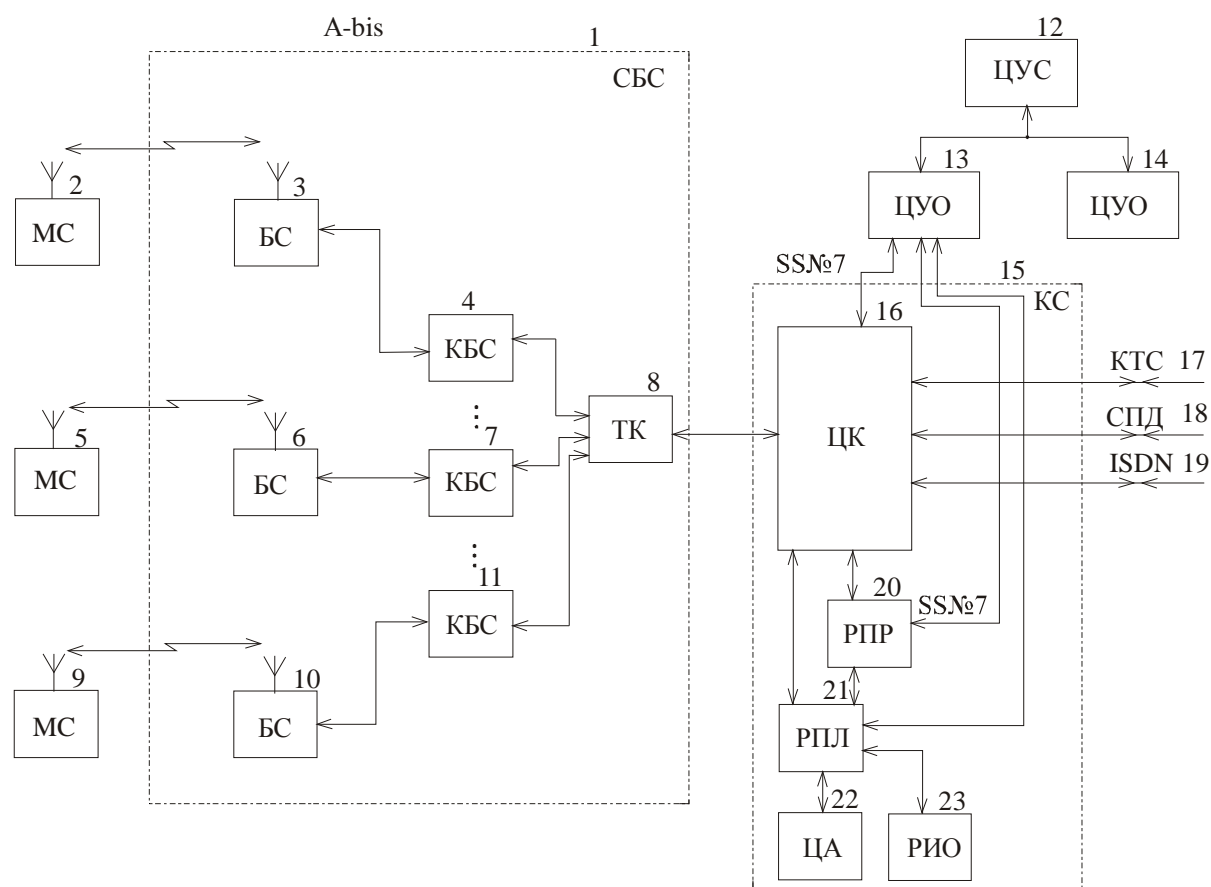 A-bis
1
12
СБС
ЦУС
13
14
2
3
ЦУО
ЦУО
МС
БС
SS№7
15
КС
4
16
КБС
КТС 17
8
5
6
7
ТК
ЦК
СПД 18
МС
БС
КБС
ISDN 19
11
20
SS№7
КБС
РПР
9
10
21
МС
БС
РПЛ
22
23
ЦА
РИО